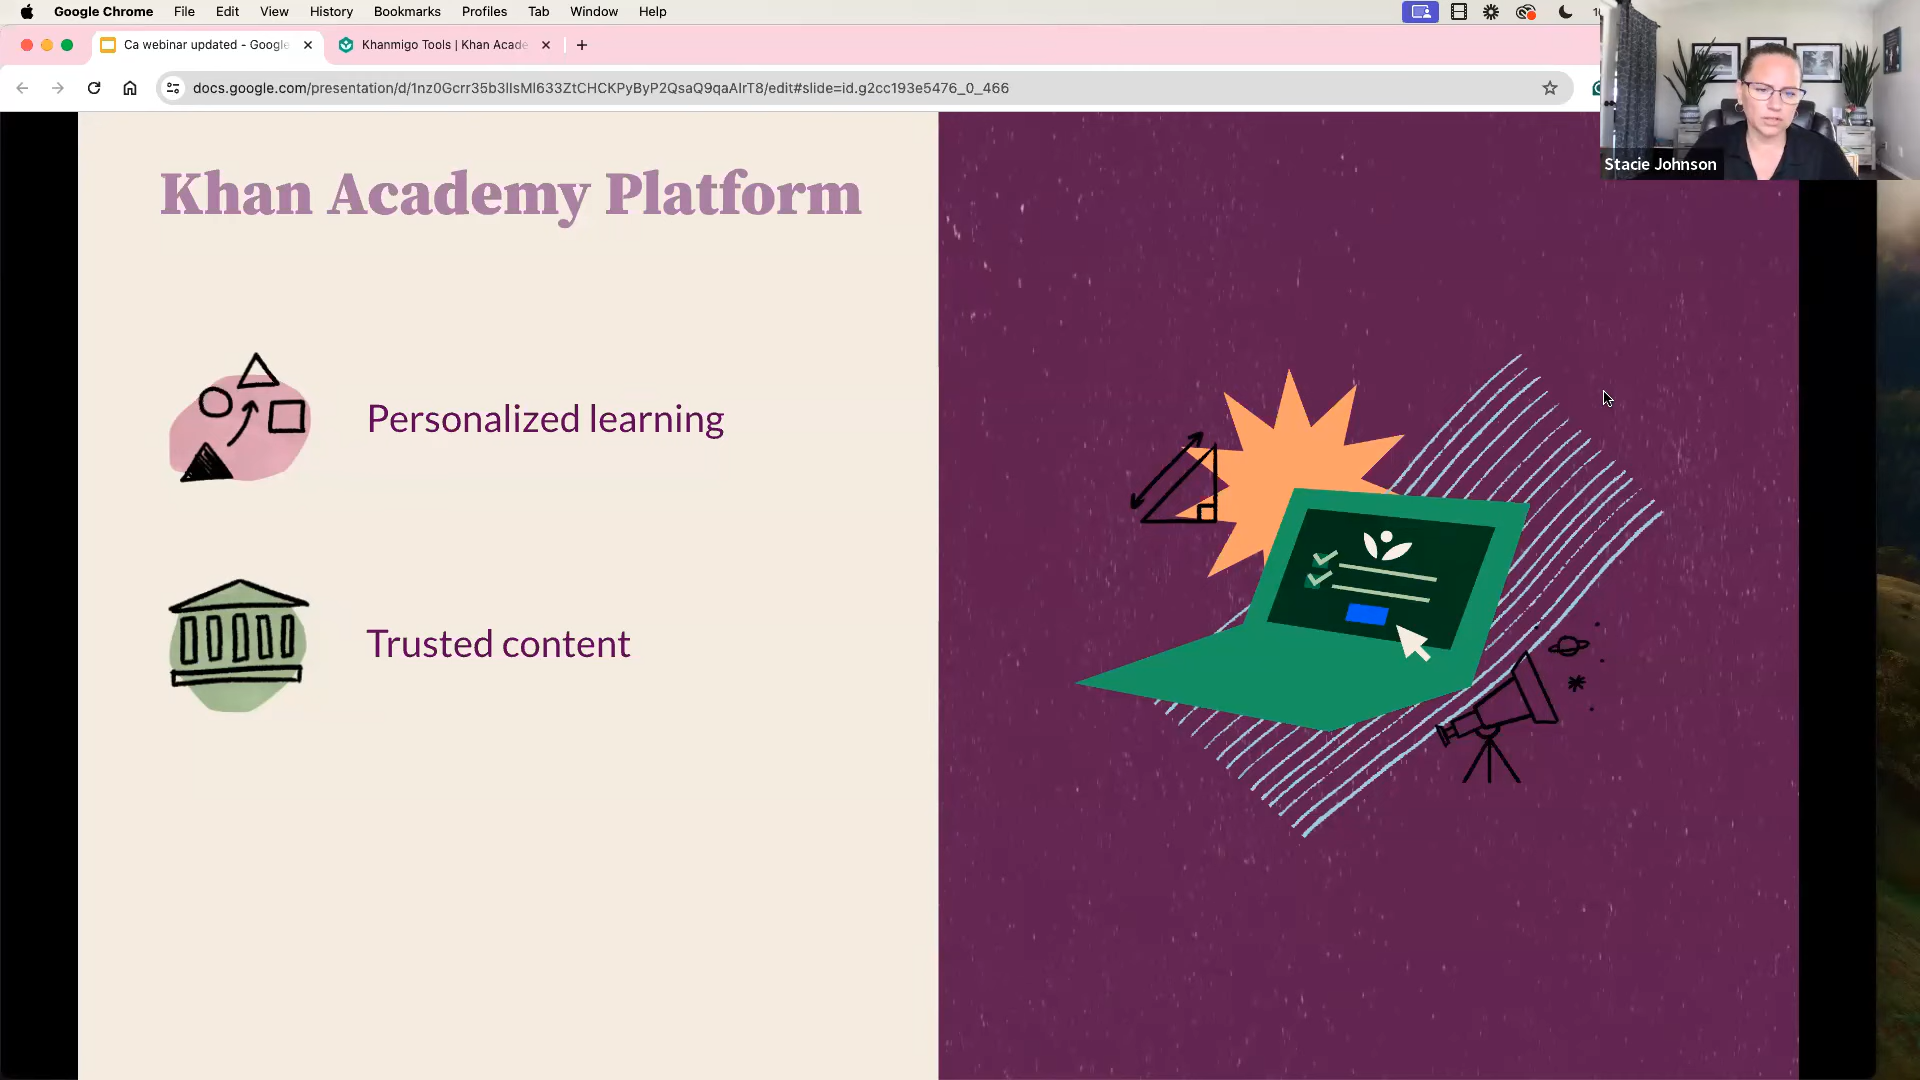 Google Chrome File Edit View History Bookmarks Profiles Tab Window Help
Ca webinar updated - Google
Khanmigo Tools | Khan Acade
docs.google.com/presentation/d/1nz0Gcrr35b3lIsMl633ZtCHCKPyByP2QsaQ9qaAIrT8/edit#slide=id.g2cc193e5476_0_466
Stacie Johnson
Khan Academy Platform
Personalized learning
Trusted content